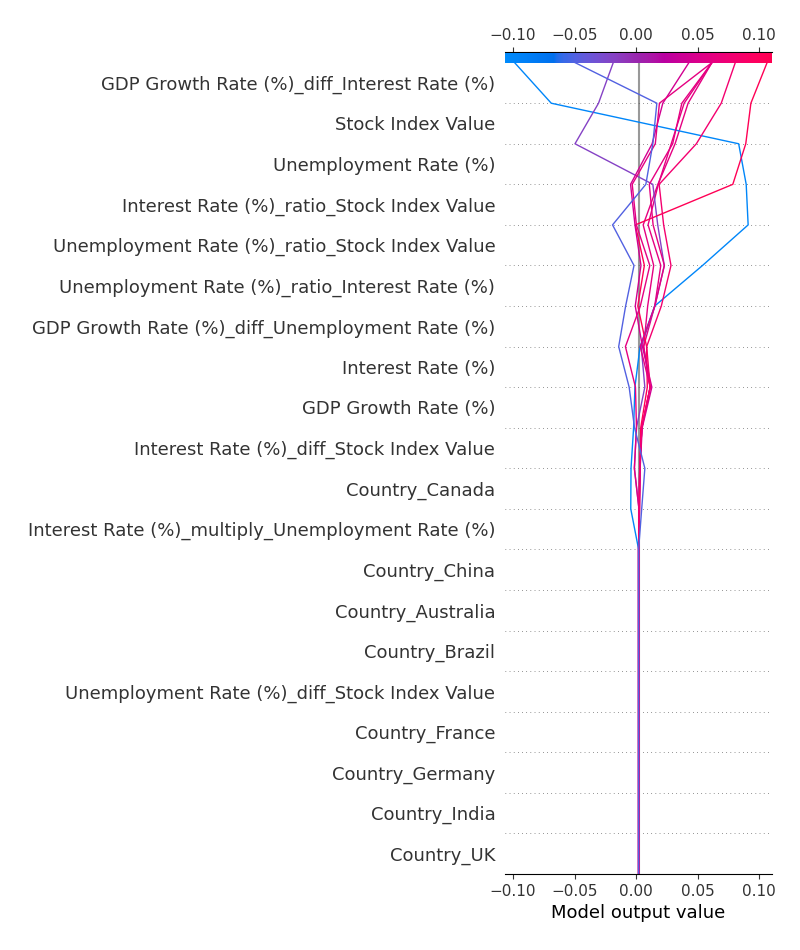 −0.10 −0.05 0.00 0.05 0.10
GDP Growth Rate (%)_diff_Interest Rate (%)
Stock Index Value
Unemployment Rate (%)
Interest Rate (%)_ratio_Stock Index Value
Unemployment Rate (%)_ratio_Stock Index Value
Unemployment Rate (%)_ratio_Interest Rate (%)
GDP Growth Rate (%)_diff_Unemployment Rate (%)
Interest Rate (%)
GDP Growth Rate (%)
Interest Rate (%)_diff_Stock Index Value
Country_Canada
Interest Rate (%)_multiply_Unemployment Rate (%)
Country_China
Country_Australia
Country_Brazil
Unemployment Rate (%)_diff_Stock Index Value
Country_France
Country_Germany
Country_India
Country_UK
−0.10 −0.05 0.00 0.05 0.10
Model output value